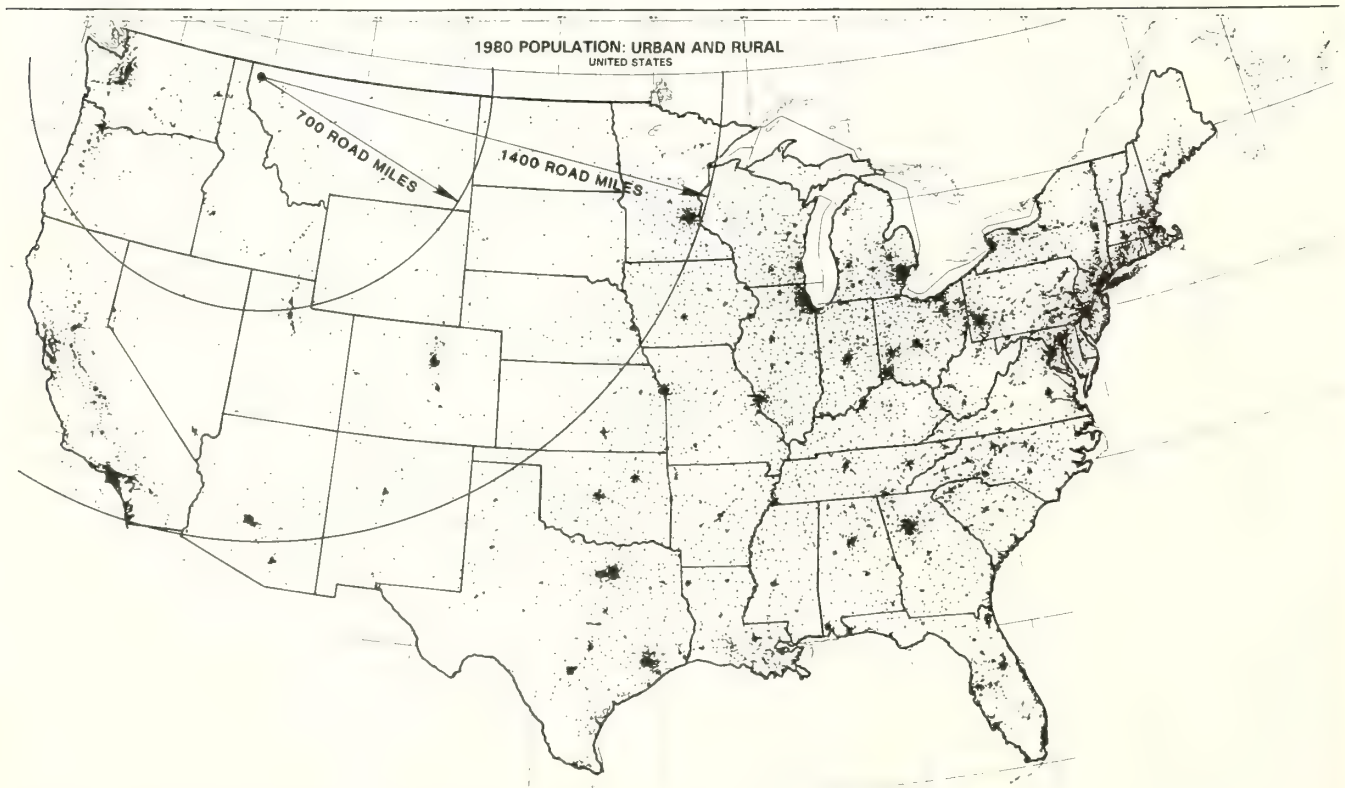 1980 POPULATION: URBAN AND RURAL
UNITED STATES
700 ROAD MILES
1400 ROAD MILES